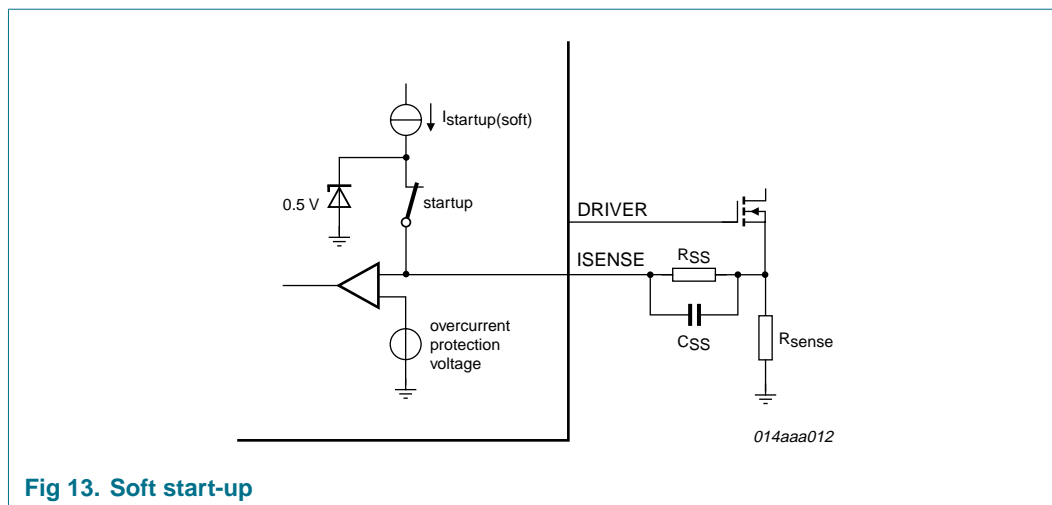 Istartup(soft)
0.5 V
startup
DRIVER
ISENSE
RSS
CSS
Rsense
overcurrent
protection
voltage
014aaa012
Fig 13. Soft start-up